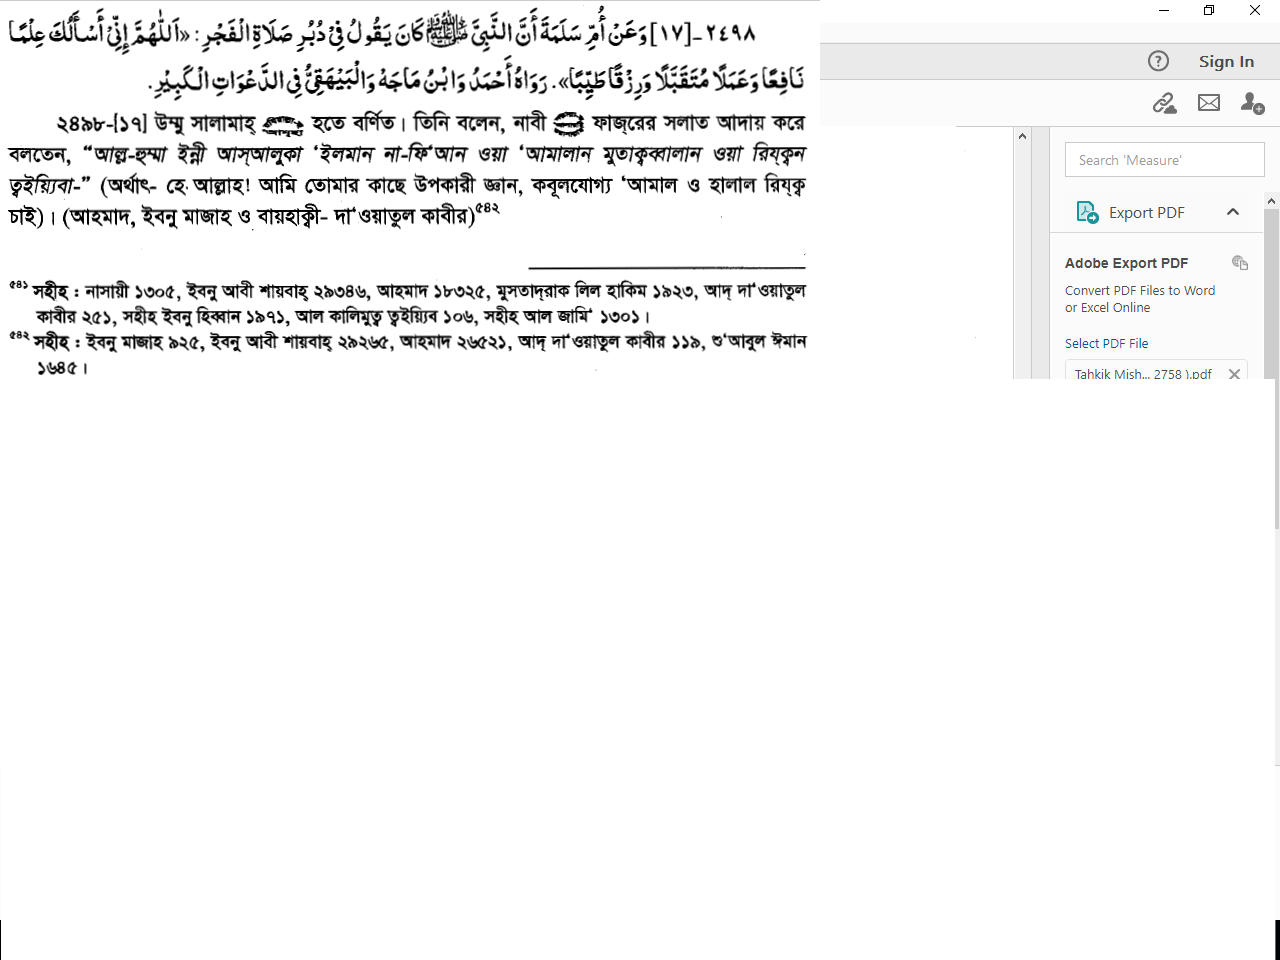 ٢٤٩٨-[١٧] وَعَنْ أُمِّ سَلَمَةَ أَنَّ النَّبِيَّ ﷺ كَانَ يَقُولُ فِيْ دُبُرِ صَلَاةِ الْفَجْرِ: «اَللّٰهُمَّ إِنِّيْ أَسْأَلُكَ عِلْمًا
نَافِعًا وَعَمَلًا مُتَقَبَّلًا وَرِزْقًا طَيِّبًا». رَوَاهُ أَحْمَدُ وَابْنُ مَاجَهْ وَالْبَيْهَقِيُّ فِي الدَّعْوَاتِ الْكَبِيْرِ.
২৪৯৮-[১৭] উম্মু সালামাহ্ হতে বর্ণিত। তিনি বলেন, নাবী ফাজ্‌রের সলাত আদায় করে
বলতেন, “আল্ল-হুম্মা ইন্নী আস্আলুকা ‘ইলমান না-ফি‘আন ওয়া ‘আমালান মুতাক্বব্বালান ওয়া রিয্‌ক্বন
ত্বইয়্যিবা-” (অর্থাৎ- হে আল্লাহ! আমি তোমার কাছে উপকারী জ্ঞান, কবূলযোগ্য ‘আমাল ও হালাল রিয্‌ক্ব
চাই)। (আহমাদ, ইবনু মাজাহ ও বায়হাক্বী- দা‘ওয়াতুল কাবীর)৫৪২
৫৪১ সহীহ : নাসায়ী ১৩০৫, ইবনু আবী শায়বাহ্ ২৯৩৪৬, আহমাদ ১৮৩২৫, মুসতাদ্‌রাক লিল হাকিম ১৯২৩, আদ্ দা‘ওয়াতুল
কাবীর ২৫১, সহীহ ইবনু হিব্বান ১৯৭১, আল কালিমুত্ব ত্বইয়্যিব ১০৬, সহীহ আল জামি‘ ১৩০১।
৫৪২ সহীহ : ইবনু মাজাহ ৯২৫, ইবনু আবী শায়বাহ্ ২৯২৬৫, আহমাদ ২৬৫২১, আদ্ দা‘ওয়াতুল কাবীর ১১৯, শু‘আবুল ঈমান
১৬৪৫।
Sign In
Search 'Measure'
Export PDF
Adobe Export PDF
Convert PDF Files to Word
or Excel Online
Select PDF File
Tahkik Mish... 2758 ).pdf